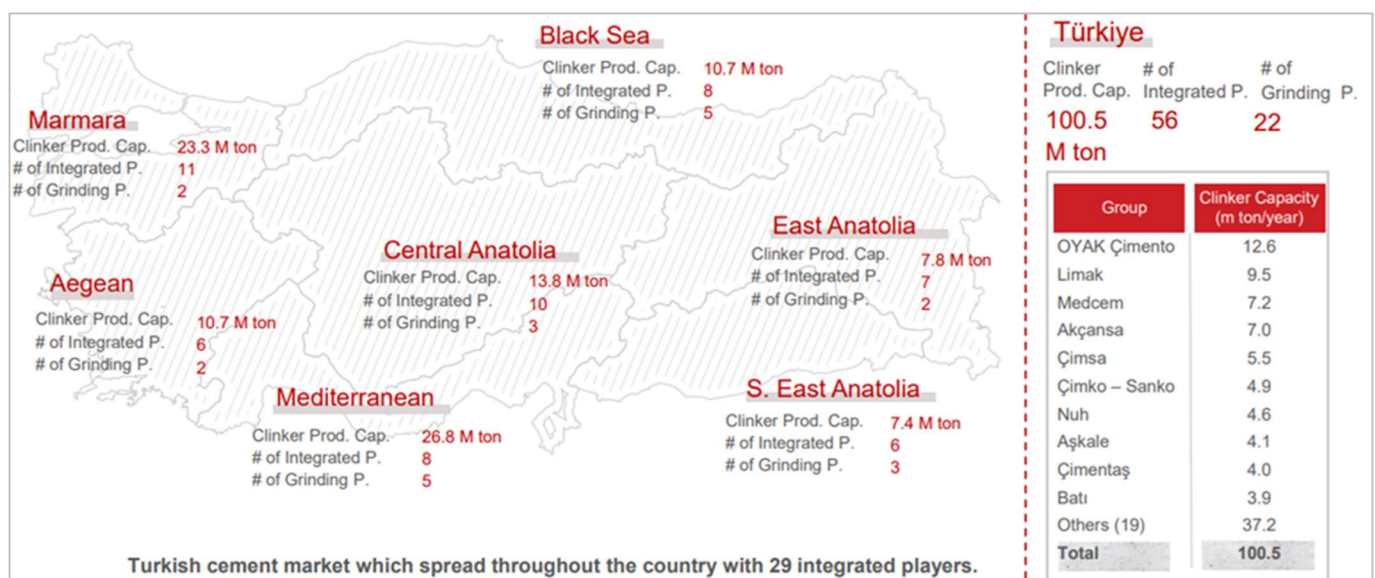 Black Sea
Clinker Prod. Cap. 10.7 M ton
# of Integrated P. 8
# of Grinding P. 5
Marmara
Clinker Prod. Cap. 23.3 M ton
# of Integrated P. 11
# of Grinding P. 2
East Anatolia
Clinker Prod. Cap. 7.8 M ton
# of Integrated P. 7
# of Grinding P. 2
Central Anatolia
Clinker Prod. Cap. 13.8 M ton
# of Integrated P. 10
# of Grinding P. 3
Aegean
Clinker Prod. Cap. 10.7 M ton
# of Integrated P. 6
# of Grinding P. 2
Mediterranean
Clinker Prod. Cap. 26.8 M ton
# of Integrated P. 8
# of Grinding P. 5
S. East Anatolia
Clinker Prod. Cap. 7.4 M ton
# of Integrated P. 6
# of Grinding P. 3
Turkish cement market which spread throughout the country with 29 integrated players.
Türkiye
Clinker # of # of
Prod. Cap. Integrated P. Grinding P.
100.5 56 22
M ton
Group Clinker Capacity
(m ton/year)
OYAK Çimento 12.6
Limak 9.5
Medcem 7.2
Akçansa 7.0
Çimsa 5.5
Çimko – Sanko 4.9
Nuh 4.6
Aşkale 4.1
Çimentaş 4.0
Batı 3.9
Others (19) 37.2
Total 100.5